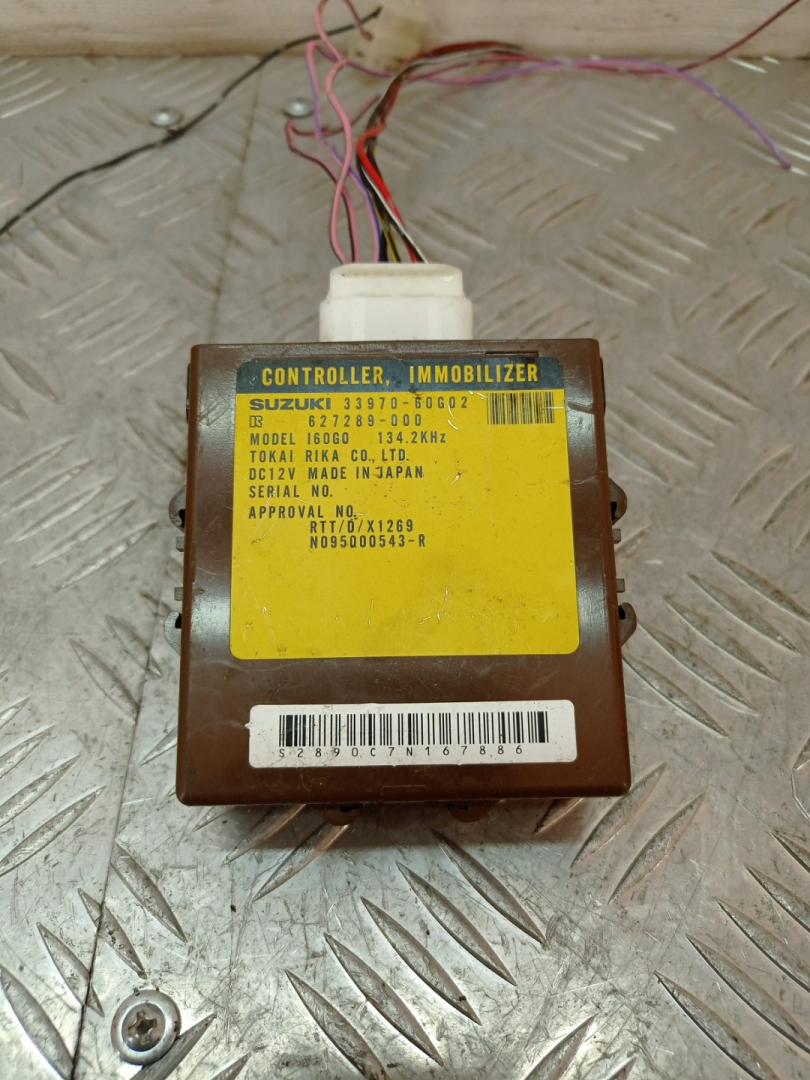 CONTROLLER, IMMOBILIZER
SUZUKI 33970-60G02
627289-000
MODEL I60G0 134.2KHz
TOKAI RIKA CO., LTD.
DC12V MADE IN JAPAN
SERIAL NO.
APPROVAL NO.
RTT/D/X1269
N095000543-R
S2890C7N167886